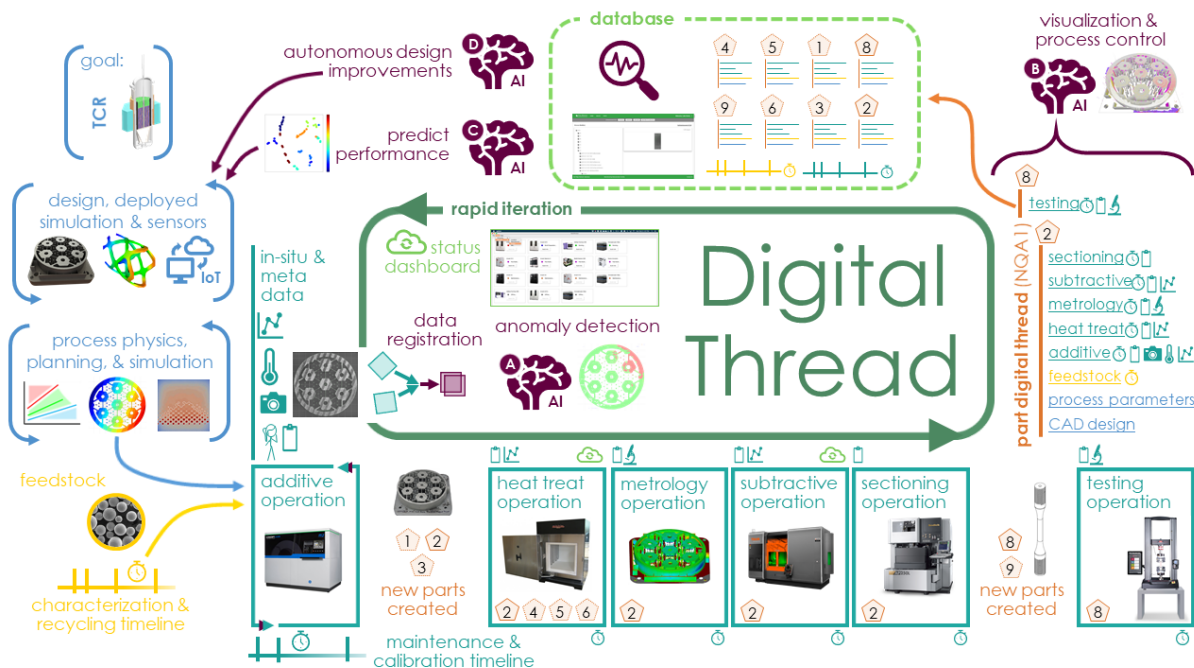 goal:
TCR
autonomous design
improvements
D
AI
predict
performance
C
AI
database
4
5
1
8
9
6
3
2
visualization &
process control
B
AI
design, deployed
simulation & sensors
IoT
process physics,
planning, & simulation
feedstock
characterization &
recycling timeline
in-situ &
meta
data
rapid iteration
status
dashboard
data
registration
anomaly detection
A
AI
Digital
Thread
8
testing
2
part digital thread (NQA1)
sectioning
subtractive
metrology
heat treat
additive
feedstock
process parameters
CAD design
additive
operation
1
2
3
new parts
created
heat treat
operation
2
4
5
6
metrology
operation
2
subtractive
operation
2
sectioning
operation
2
8
9
new parts
created
testing
operation
8
maintenance &
calibration timeline